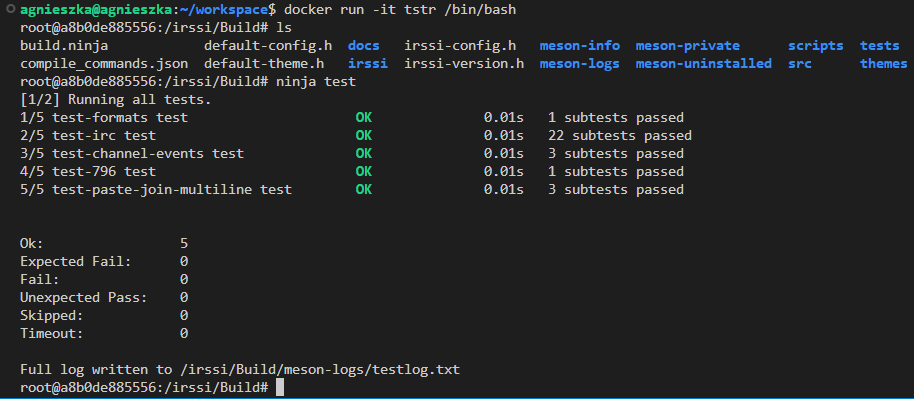 agnieszka@agnieszka:~/workspace$ docker run -it tstr /bin/bash
root@a8b0de885556:/irssi/Build# ls
build.ninja            default-config.h  docs   irssi-config.h   meson-info  meson-private      scripts  tests
compile_commands.json  default-theme.h   irssi  irssi-version.h  meson-logs  meson-uninstalled  src      themes
root@a8b0de885556:/irssi/Build# ninja test
[1/2] Running all tests.
1/5 test-formats test                     OK              0.01s   1 subtests passed
2/5 test-irc test                         OK              0.01s   22 subtests passed
3/5 test-channel-events test              OK              0.01s   3 subtests passed
4/5 test-796 test                         OK              0.01s   1 subtests passed
5/5 test-paste-join-multiline test        OK              0.01s   3 subtests passed
Ok:                 5
Expected Fail:      0
Fail:               0
Unexpected Pass:    0
Skipped:            0
Timeout:            0
Full log written to /irssi/Build/meson-logs/testlog.txt
root@a8b0de885556:/irssi/Build#